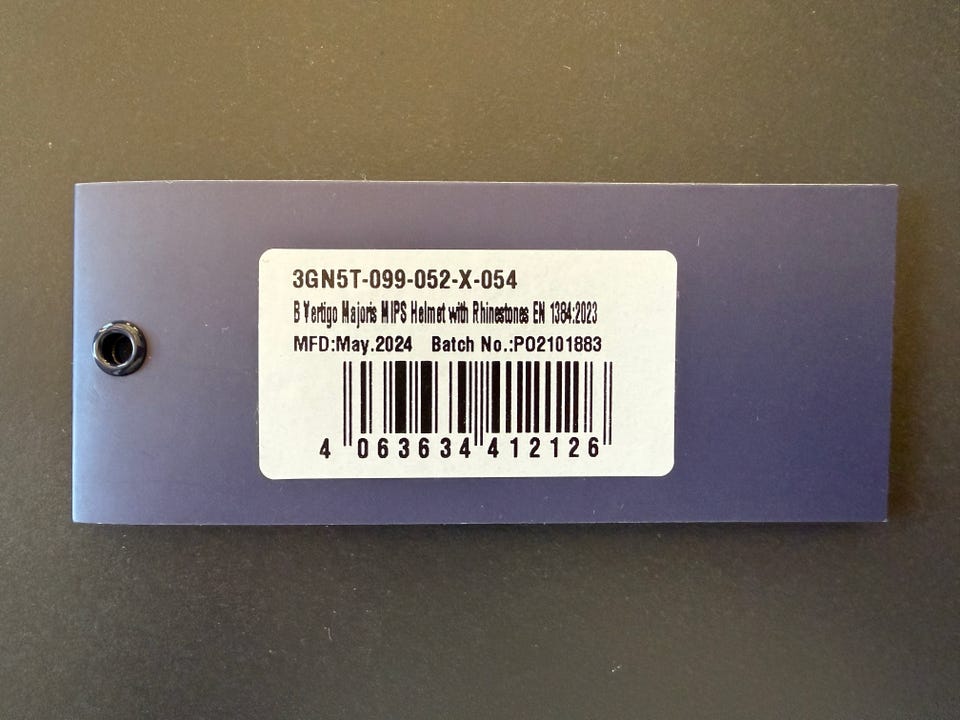 3GN5T-099-052-X-054
B Vertigo Majoris MIPS Helmet with Rhinestones EN 1384:2023
MFD:May.2024 Batch No.:PO2101883
4 063634 412126